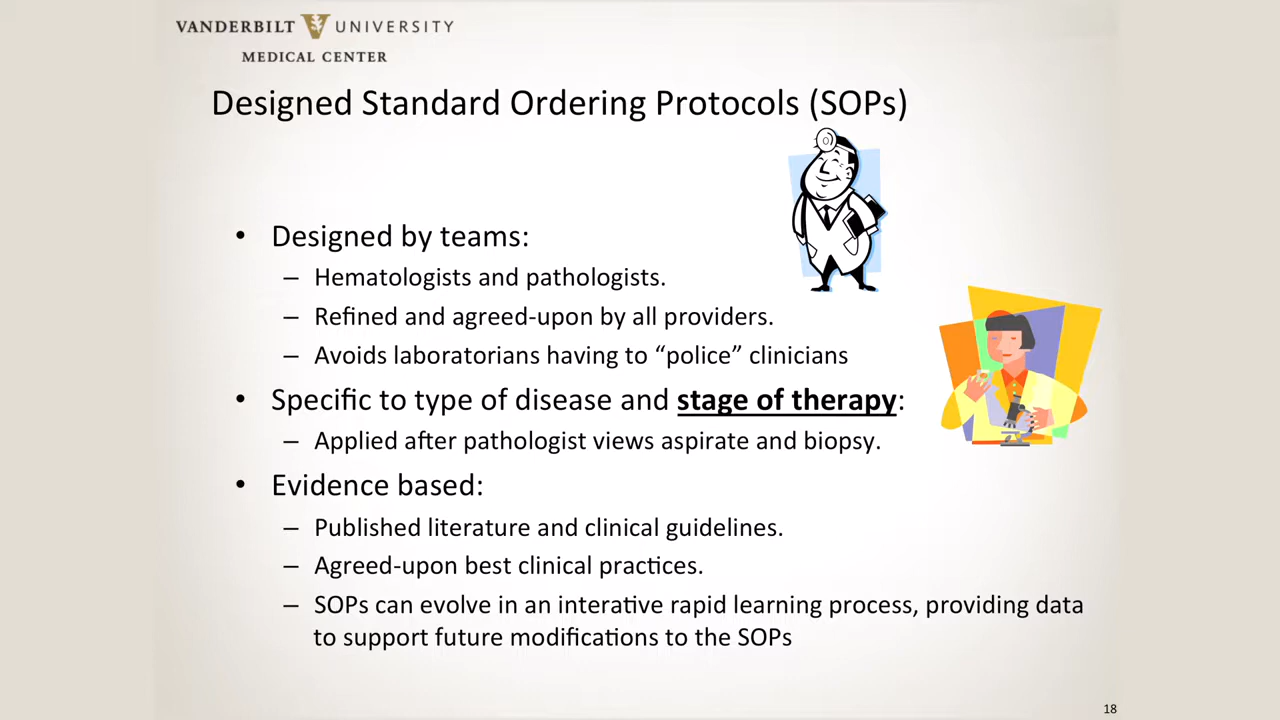 VANDERBILT UNIVERSITY
MEDICAL CENTER
Designed Standard Ordering Protocols (SOPs)
• Designed by teams:
– Hematologists and pathologists.
– Refined and agreed-upon by all providers.
– Avoids laboratorians having to “police” clinicians
• Specific to type of disease and stage of therapy:
– Applied after pathologist views aspirate and biopsy.
• Evidence based:
– Published literature and clinical guidelines.
– Agreed-upon best clinical practices.
– SOPs can evolve in an interative rapid learning process, providing data
to support future modifications to the SOPs
18